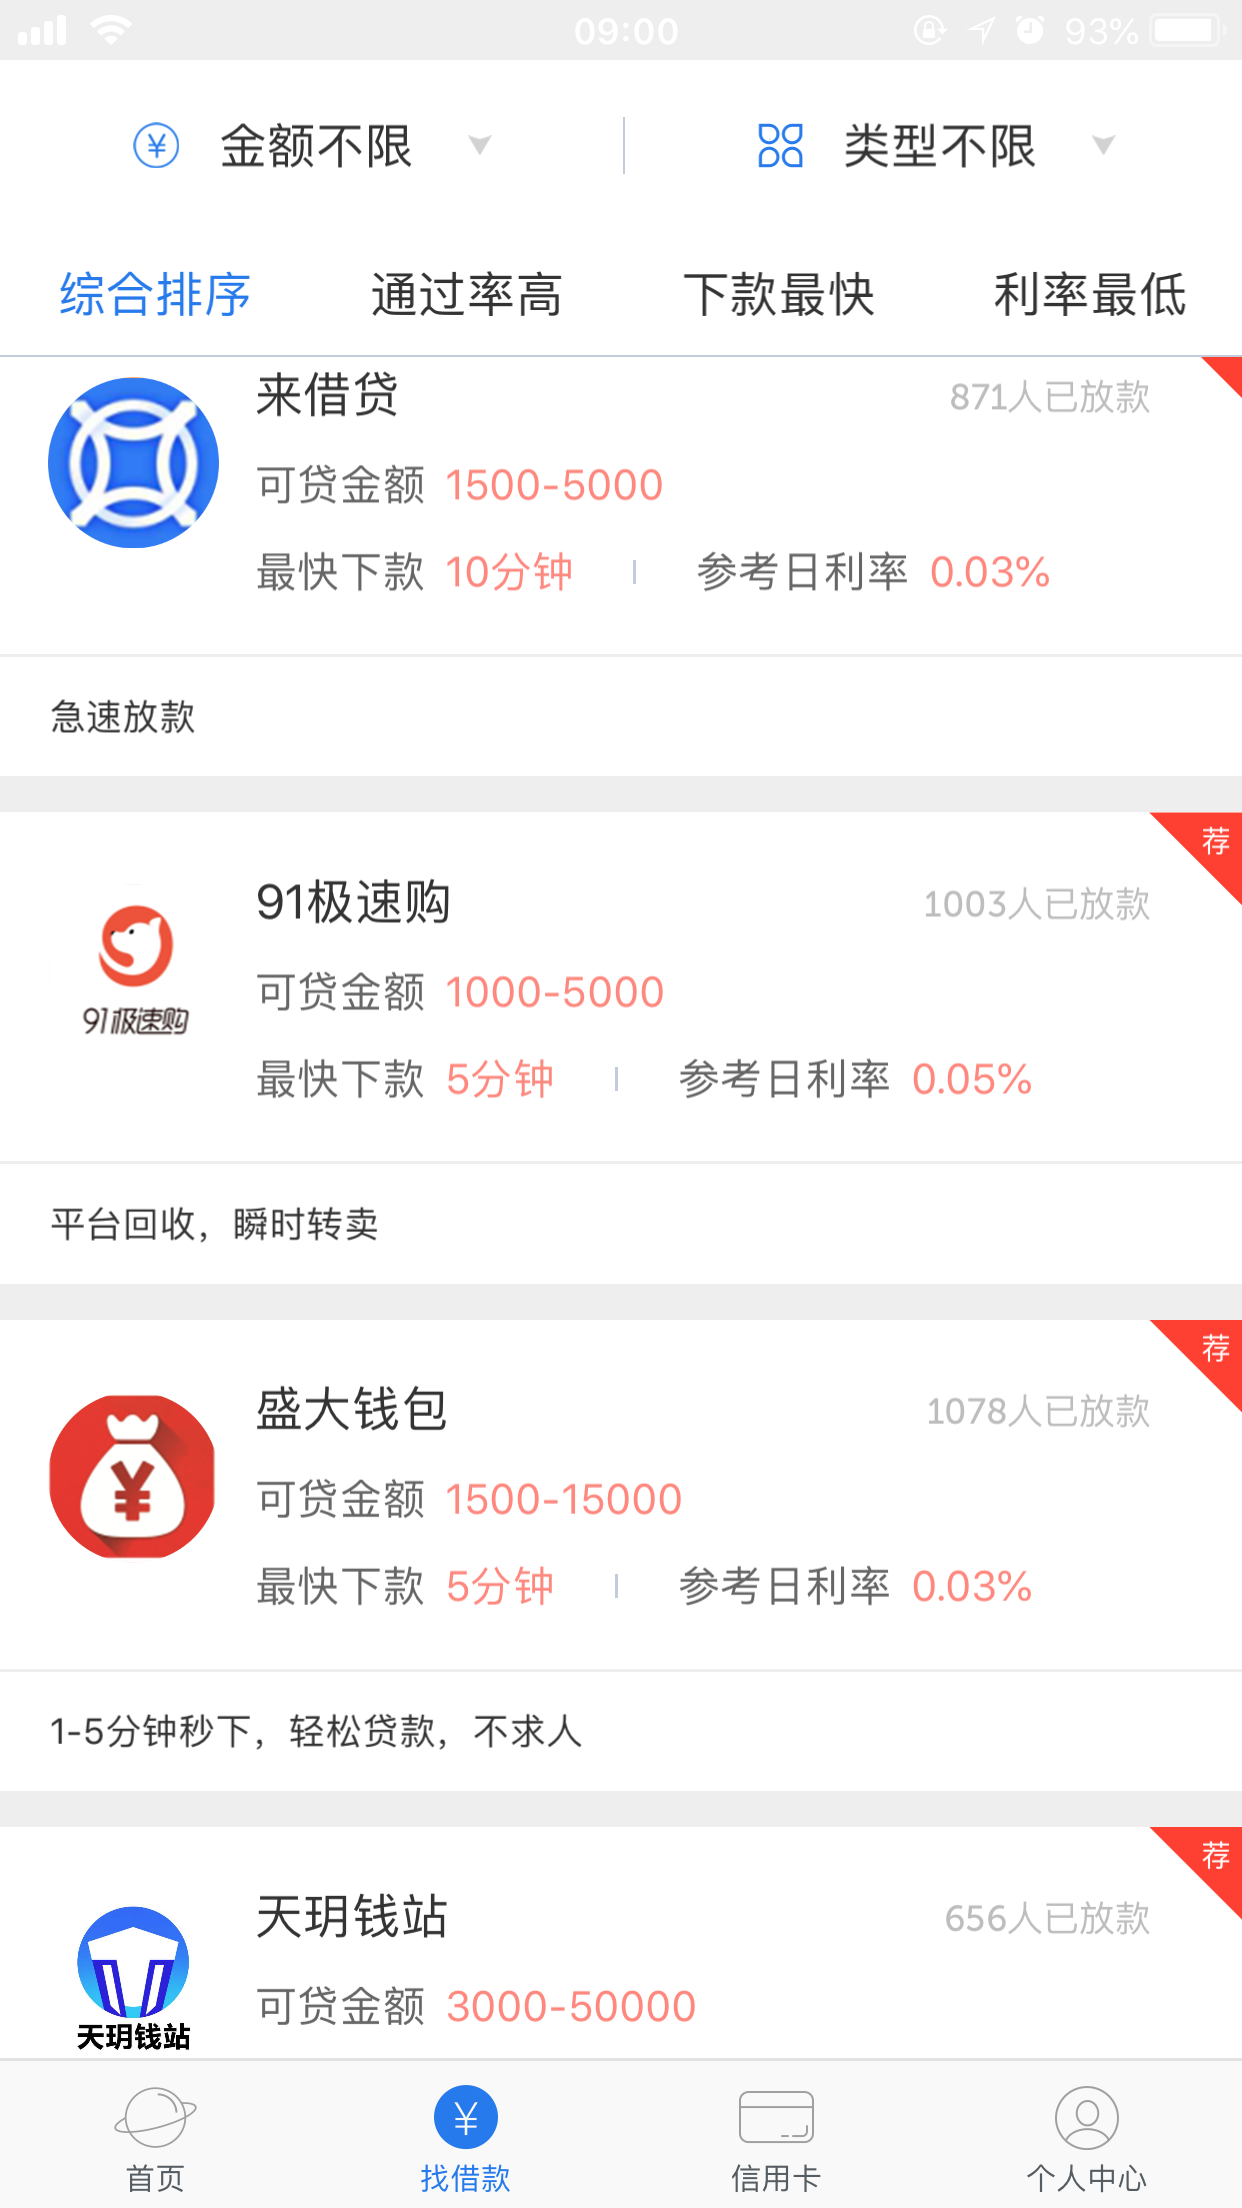 09:00
93%
金额不限
类型不限
综合排序
通过率高
下款最快
利率最低
来借贷
871人已放款
可贷金额 1500-5000
最快下款 10分钟
参考日利率 0.03%
急速放款
荐
91极速购
1003人已放款
91极速购
可贷金额 1000-5000
最快下款 5分钟
参考日利率 0.05%
平台回收，瞬时转卖
荐
盛大钱包
1078人已放款
可贷金额 1500-15000
最快下款 5分钟
参考日利率 0.03%
1-5分钟秒下，轻松贷款，不求人
荐
天玥钱站
656人已放款
可贷金额 3000-50000
天玥钱站
首页
找借款
信用卡
个人中心